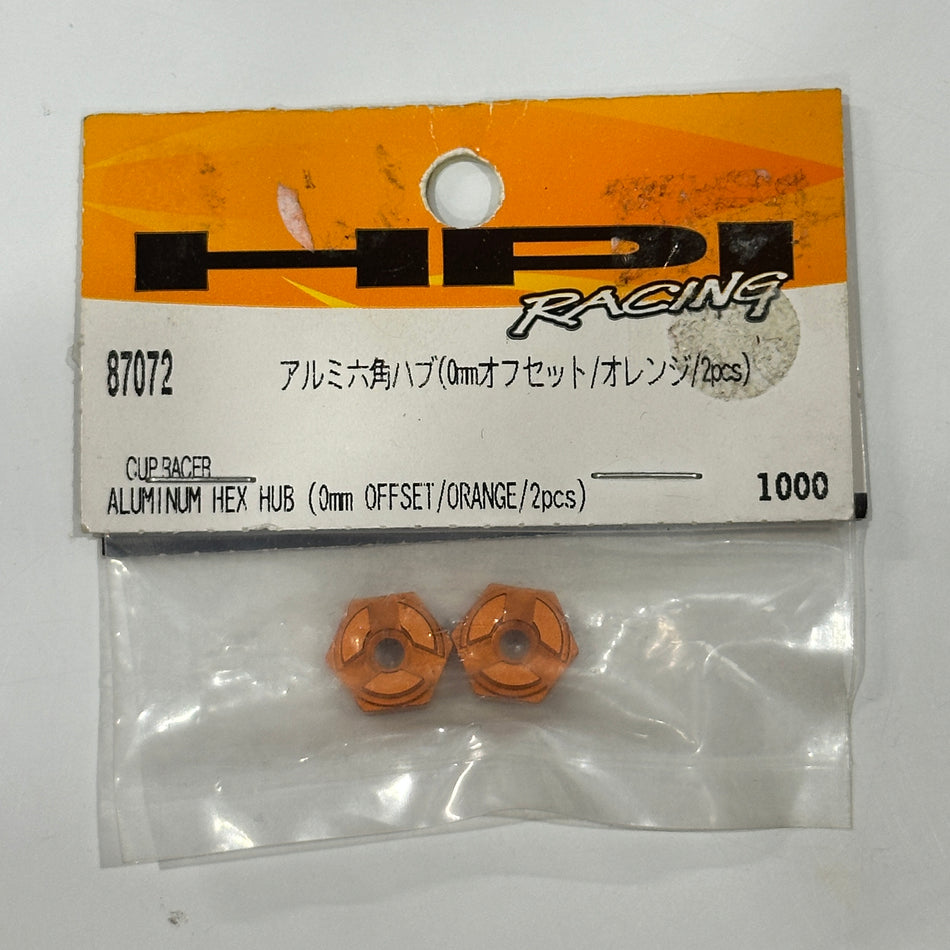 HPI
RACING
87072 アルミ六角ハブ(0mmオフセット/オレンジ/2pcs)
CUP RACER
ALUMINUM HEX HUB (0mm OFFSET/ORANGE/2pcs) 1000